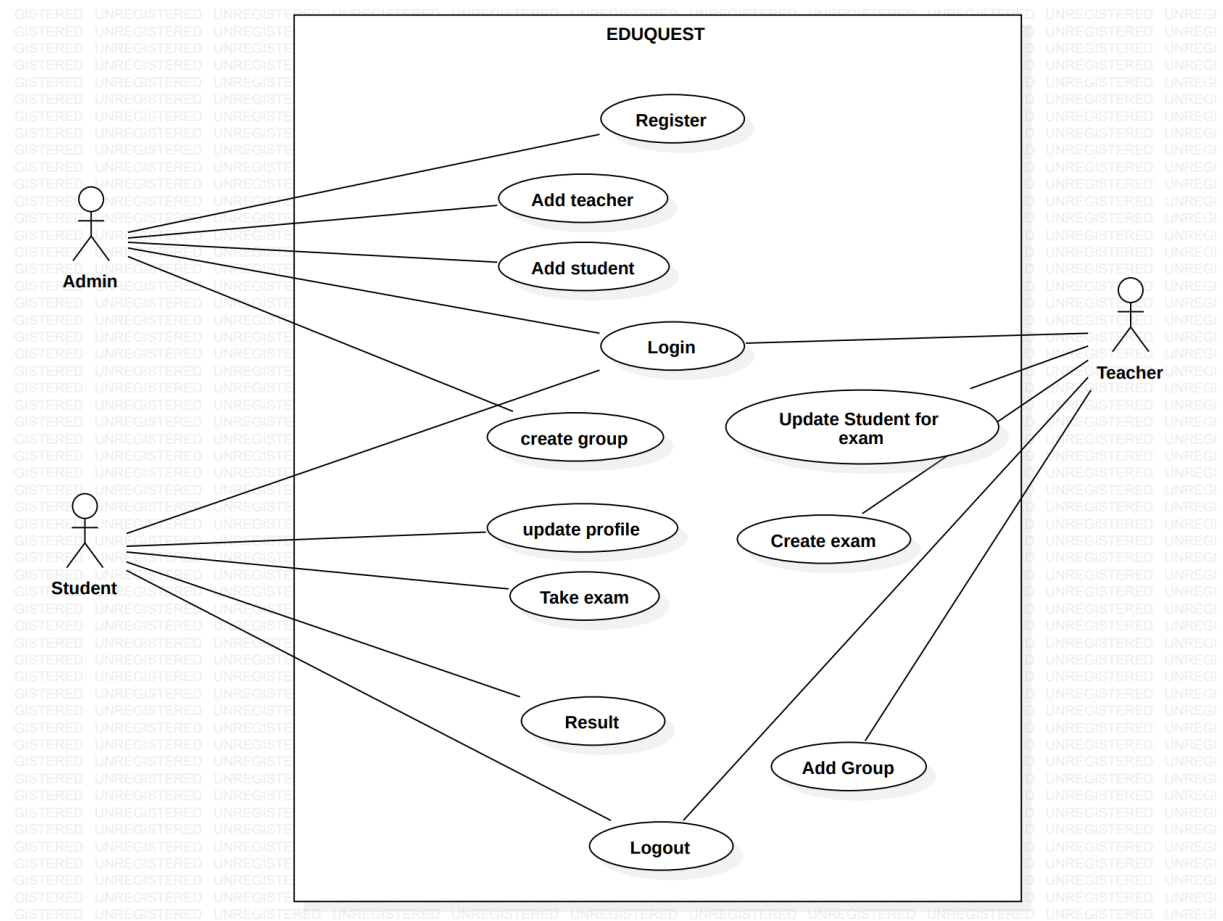 EDUQUEST
Register
Add teacher
Add student
Admin
Login
Teacher
Update Student for
exam
create group
update profile
Create exam
Student
Take exam
Result
Add Group
Logout
UNREGISTERED